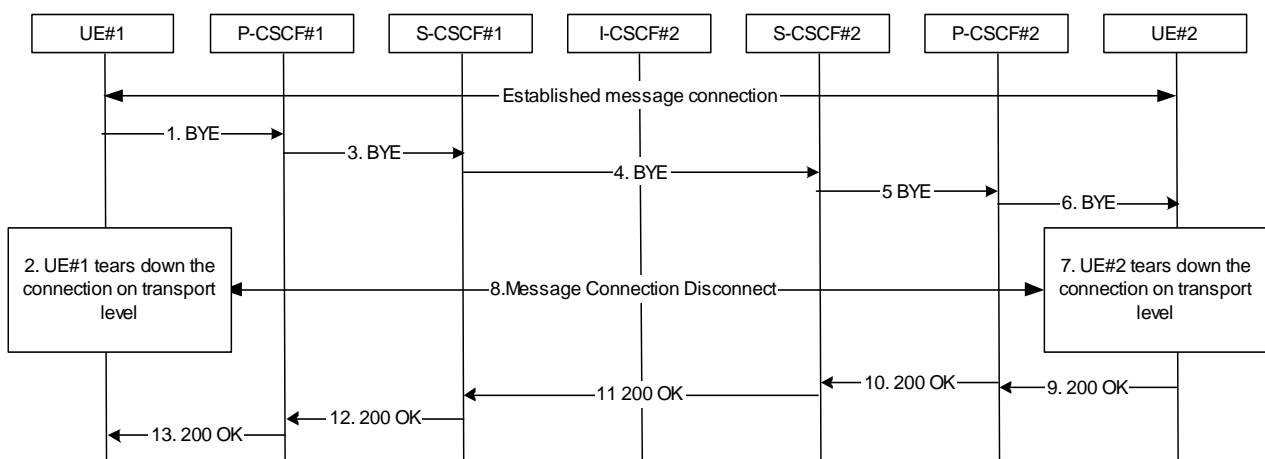 UE#1
P-CSCF#1
S-CSCF#1
I-CSCF#2
S-CSCF#2
P-CSCF#2
UE#2
Established message connection
1. BYE
3. BYE
4. BYE
5 BYE
6. BYE
2. UE#1 tears down the
connection on transport
level
8.Message Connection Disconnect
7. UE#2 tears down the
connection on transport
level
9. 200 OK
10. 200 OK
11 200 OK
12. 200 OK
13. 200 OK